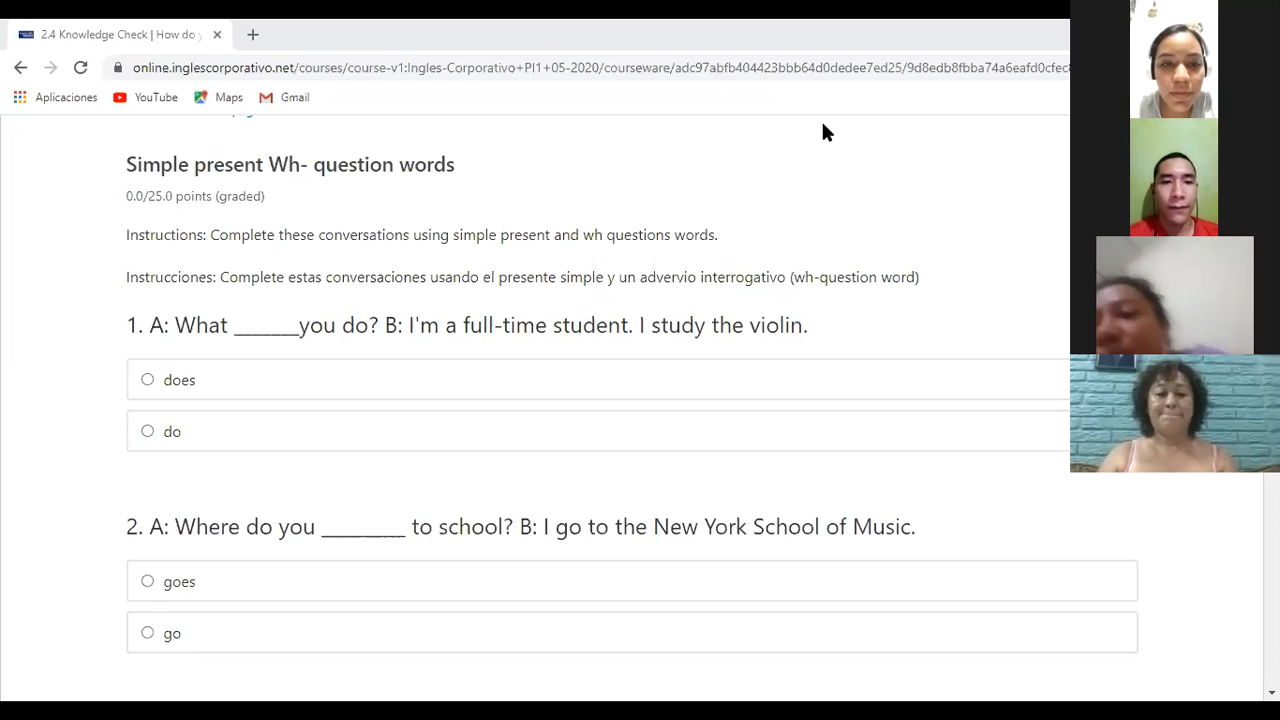 2.4 Knowledge Check | How do y
online.inglescorporativo.net/courses/course-v1:Ingles-Corporativo+PI1+05-2020/courseware/adc97abfb404423bbb64d0dedee7ed25/9d8edb8fbba74a6eafd0cfec8
Aplicaciones YouTube Maps Gmail
Simple present Wh- question words
0.0/25.0 points (graded)
Instructions: Complete these conversations using simple present and wh questions words.
Instrucciones: Complete estas conversaciones usando el presente simple y un advervio interrogativo (wh-question word)
1. A: What _______you do? B: I'm a full-time student. I study the violin.
does
do
2. A: Where do you _________ to school? B: I go to the New York School of Music.
goes
go